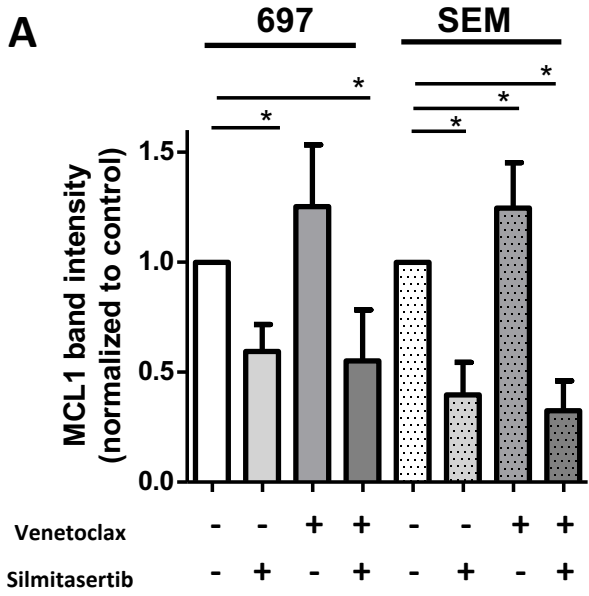 A
697 SEM
*
* *
* *
MCL1 band intensity
(normalized to control)
1.5
1.0
0.5
0.0
Venetoclax - - + + - - + +
Silmitasertib - + - + - + - +